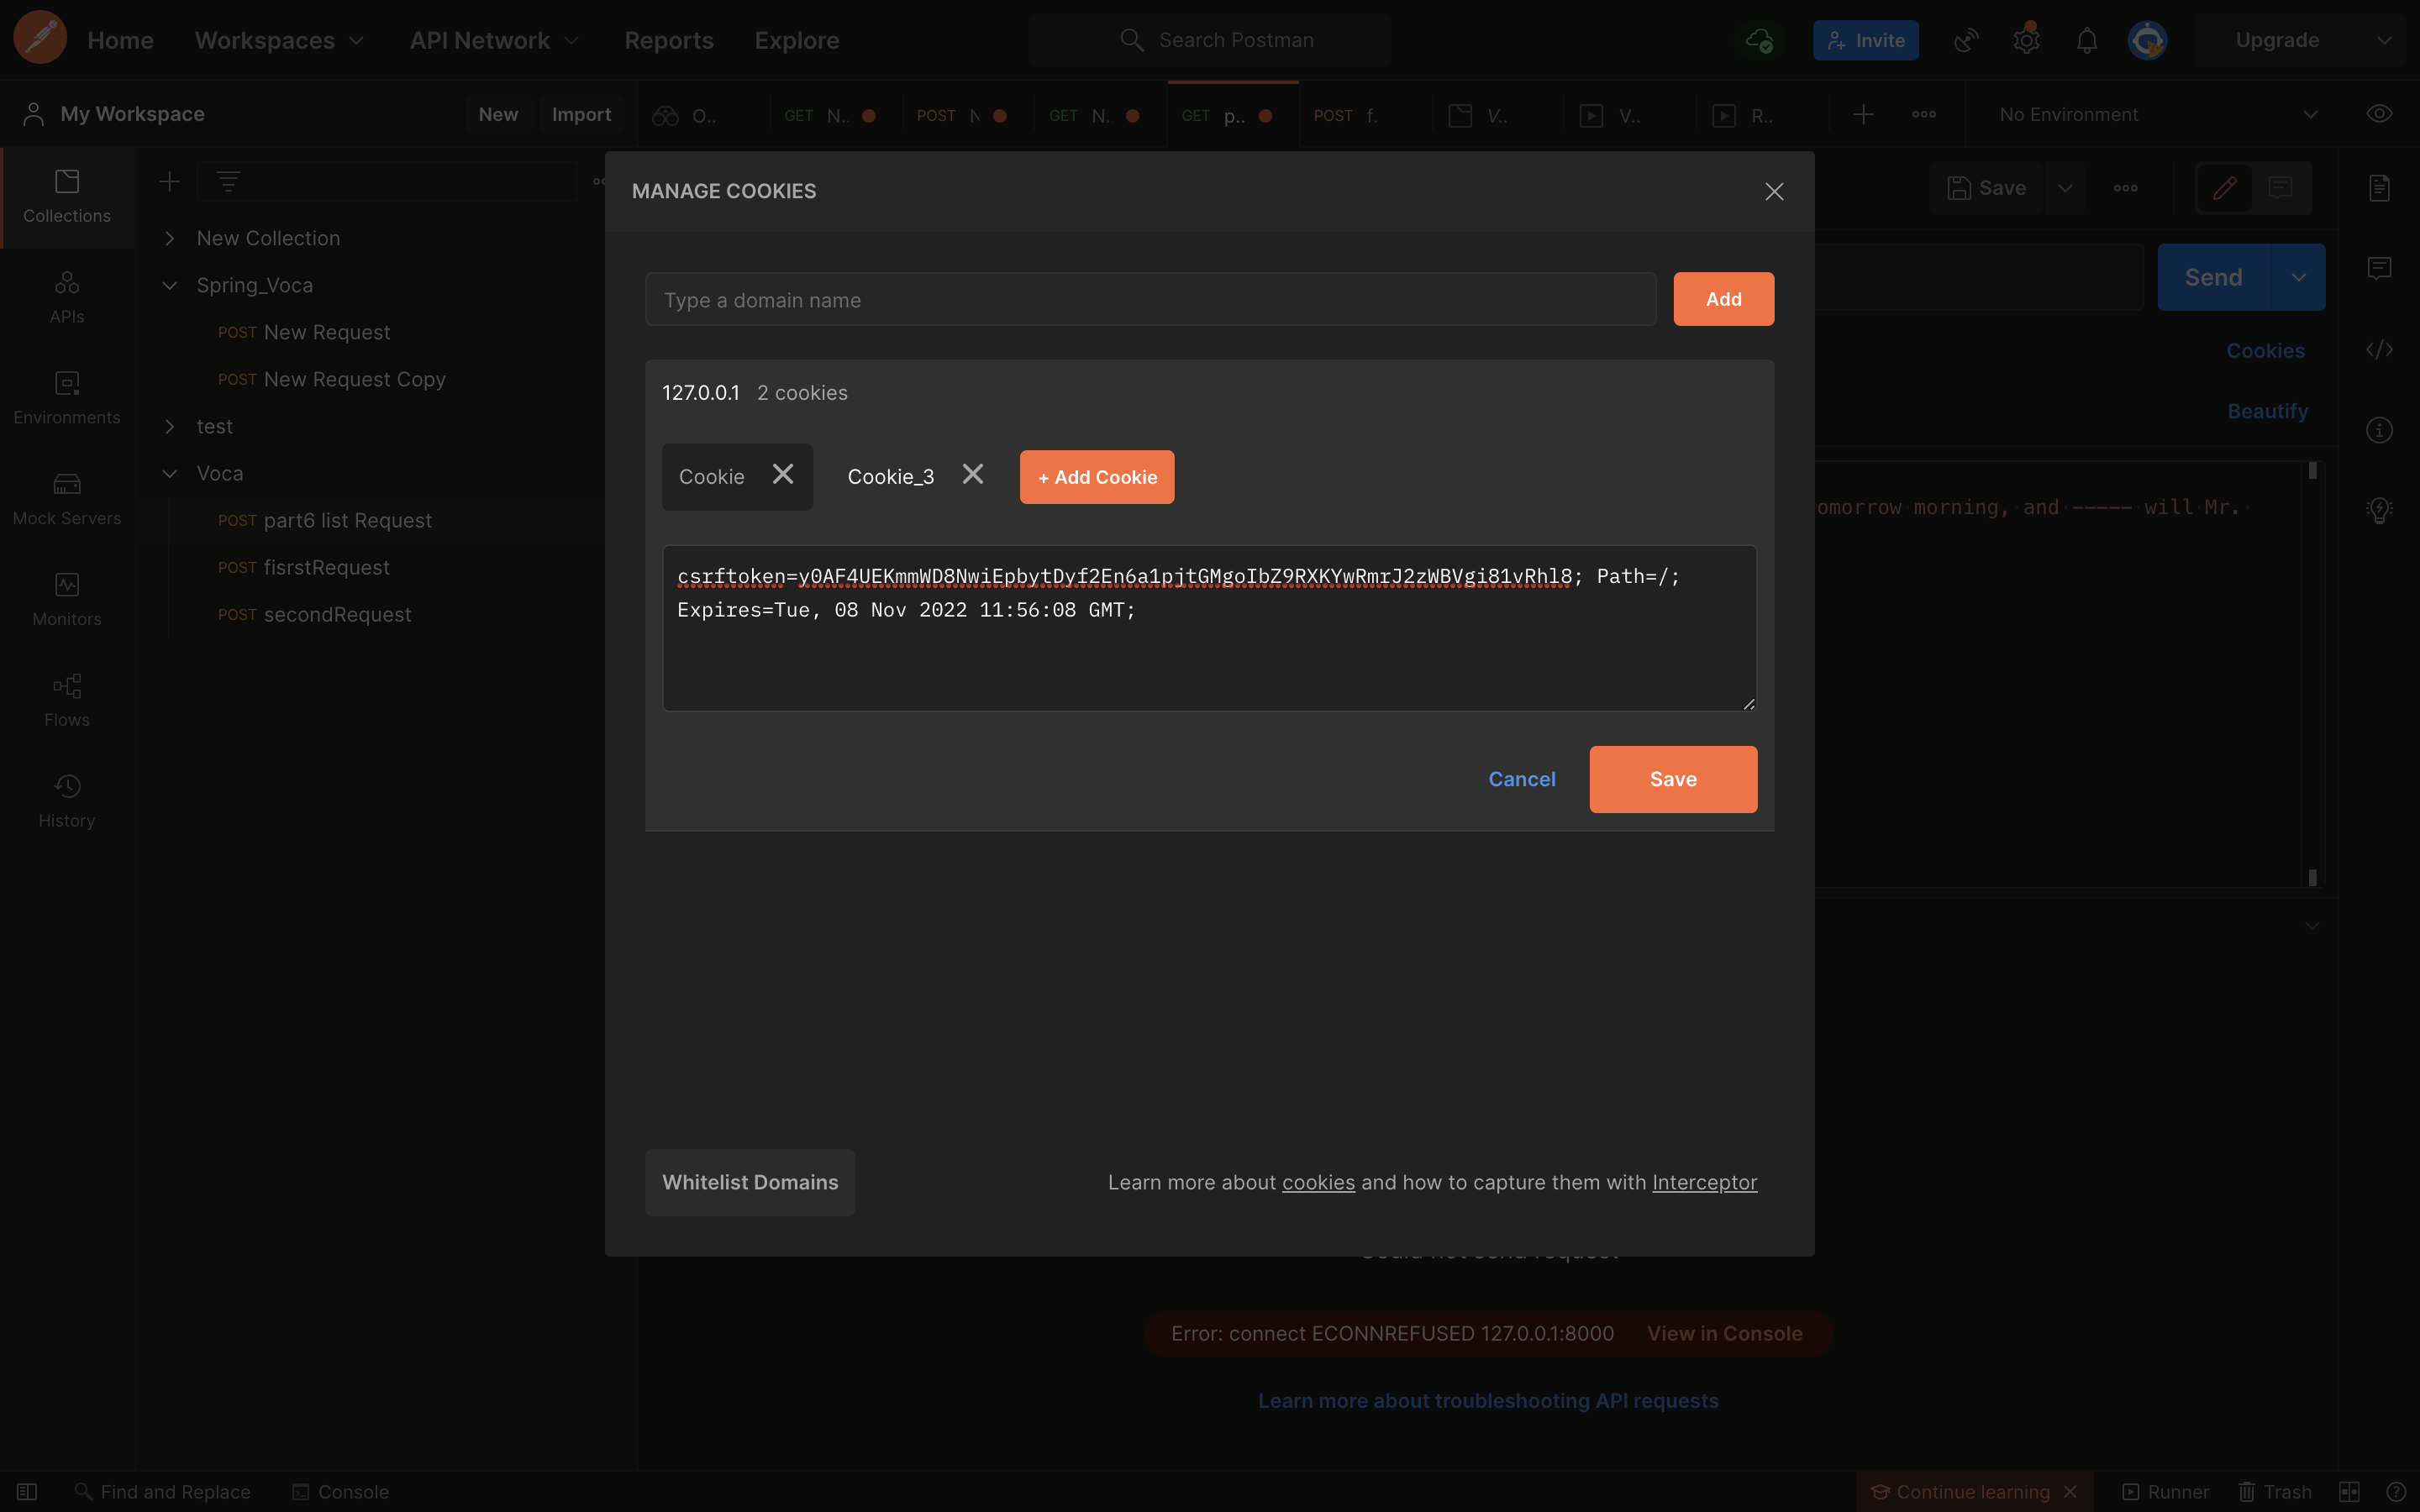 Home Workspaces API Network Reports Explore Search Postman Invite Upgrade
My Workspace New Import O.. GET N.. POST N GET N. GET p.. POST f. V.. V.. R.. No Environment
MANAGE COOKIES Save
Collections
New Collection
Type a domain name Add Send
Spring_Voca
APIs
POST New Request
Cookies
POST New Request Copy
127.0.0.1 2 cookies
Environments
Beautify
test
Voca
Cookie Cookie_3 + Add Cookie
omorrow morning, and ----- will Mr.
Mock Servers
POST part6 list Request
POST fisrstRequest
csrftoken=y0AF4UEKmmWD8NwiEpbytDyf2En6a1pjtGMgoIbZ9RXKYwRmrJ2zWBVgi81vRhl8; Path=/;
Expires=Tue, 08 Nov 2022 11:56:08 GMT;
Monitors
POST secondRequest
Flows
Cancel Save
History
Whitelist Domains Learn more about cookies and how to capture them with Interceptor
Could not send request
Error: connect ECONNREFUSED 127.0.0.1:8000 View in Console
Learn more about troubleshooting API requests
Find and Replace Console Continue learning Runner Trash